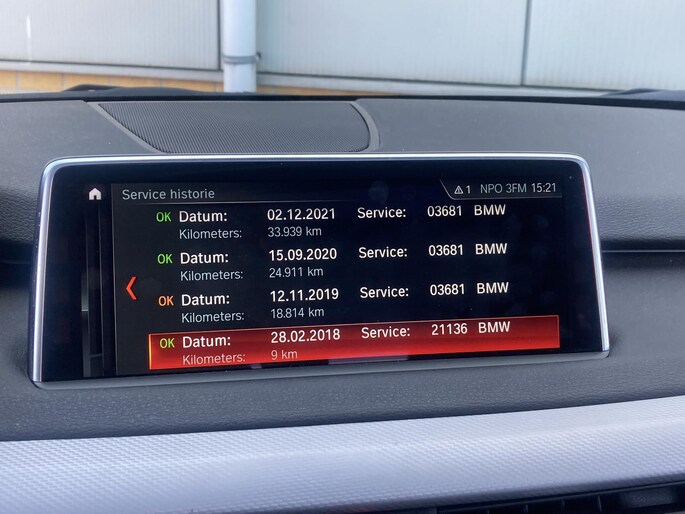 Service historie
1 NPO 3FM 15:21
OK Datum: 02.12.2021 Service: 03681 BMW
Kilometers: 33.939 km
OK Datum: 15.09.2020 Service: 03681 BMW
Kilometers: 24.911 km
OK Datum: 12.11.2019 Service: 03681 BMW
Kilometers: 18.814 km
OK Datum: 28.02.2018 Service: 21136 BMW
Kilometers: 9 km